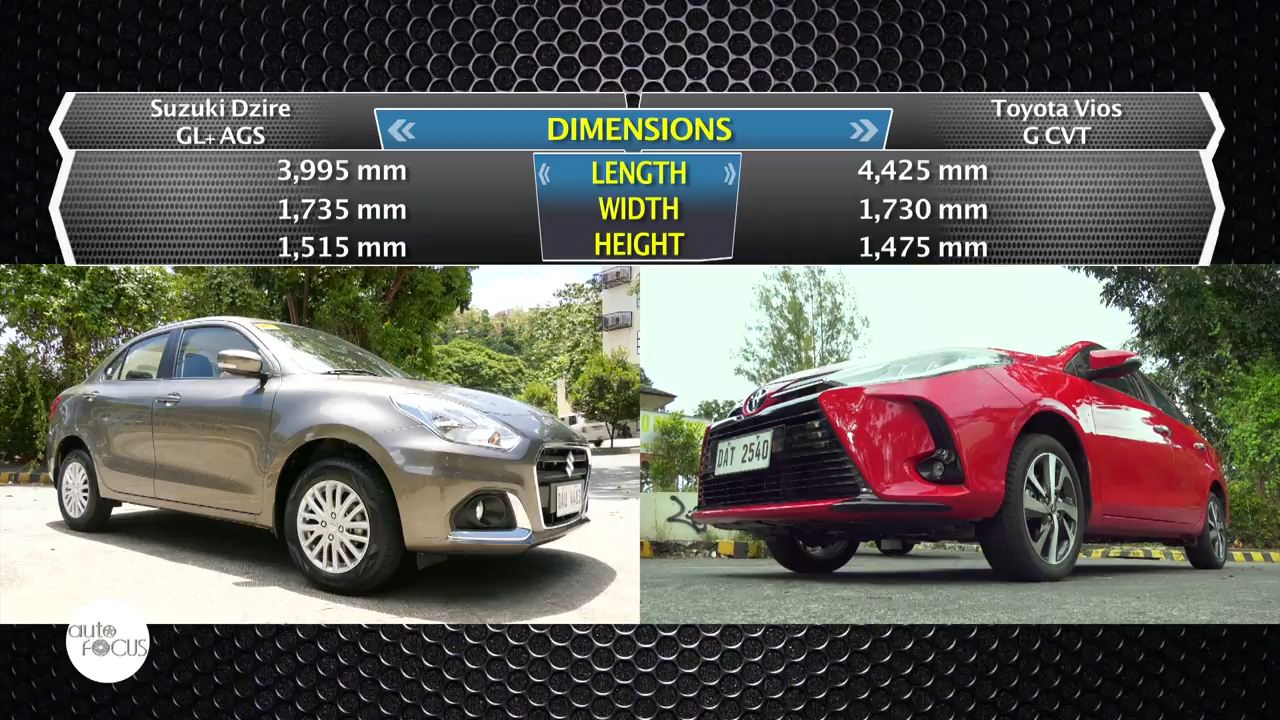 Suzuki Dzire
GL+ AGS
DIMENSIONS
Toyota Vios
G CVT
3,995 mm
LENGTH
4,425 mm
1,735 mm
WIDTH
1,730 mm
1,515 mm
HEIGHT
1,475 mm
DAT 2540
auto
FOCUS